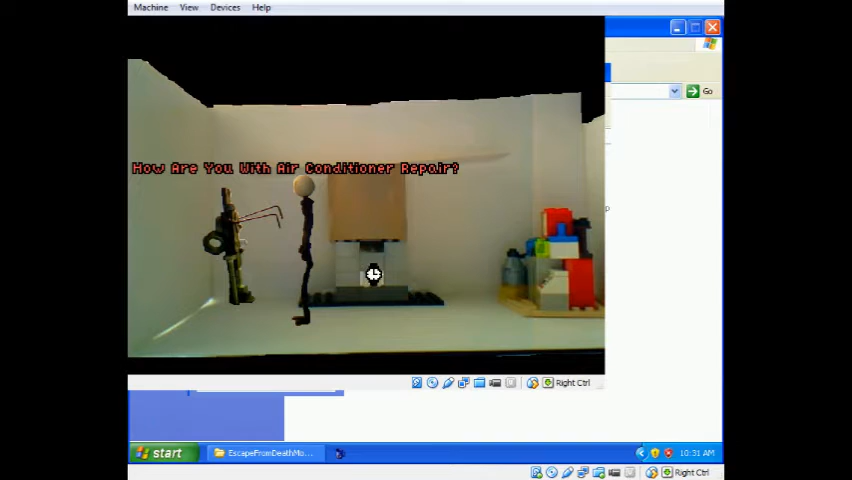 Machine View Devices Help
Go
How Are You With Air Conditioner Repair?
Right Ctrl
start EscapeFromDeathMo... 10:31 AM
Right Ctrl